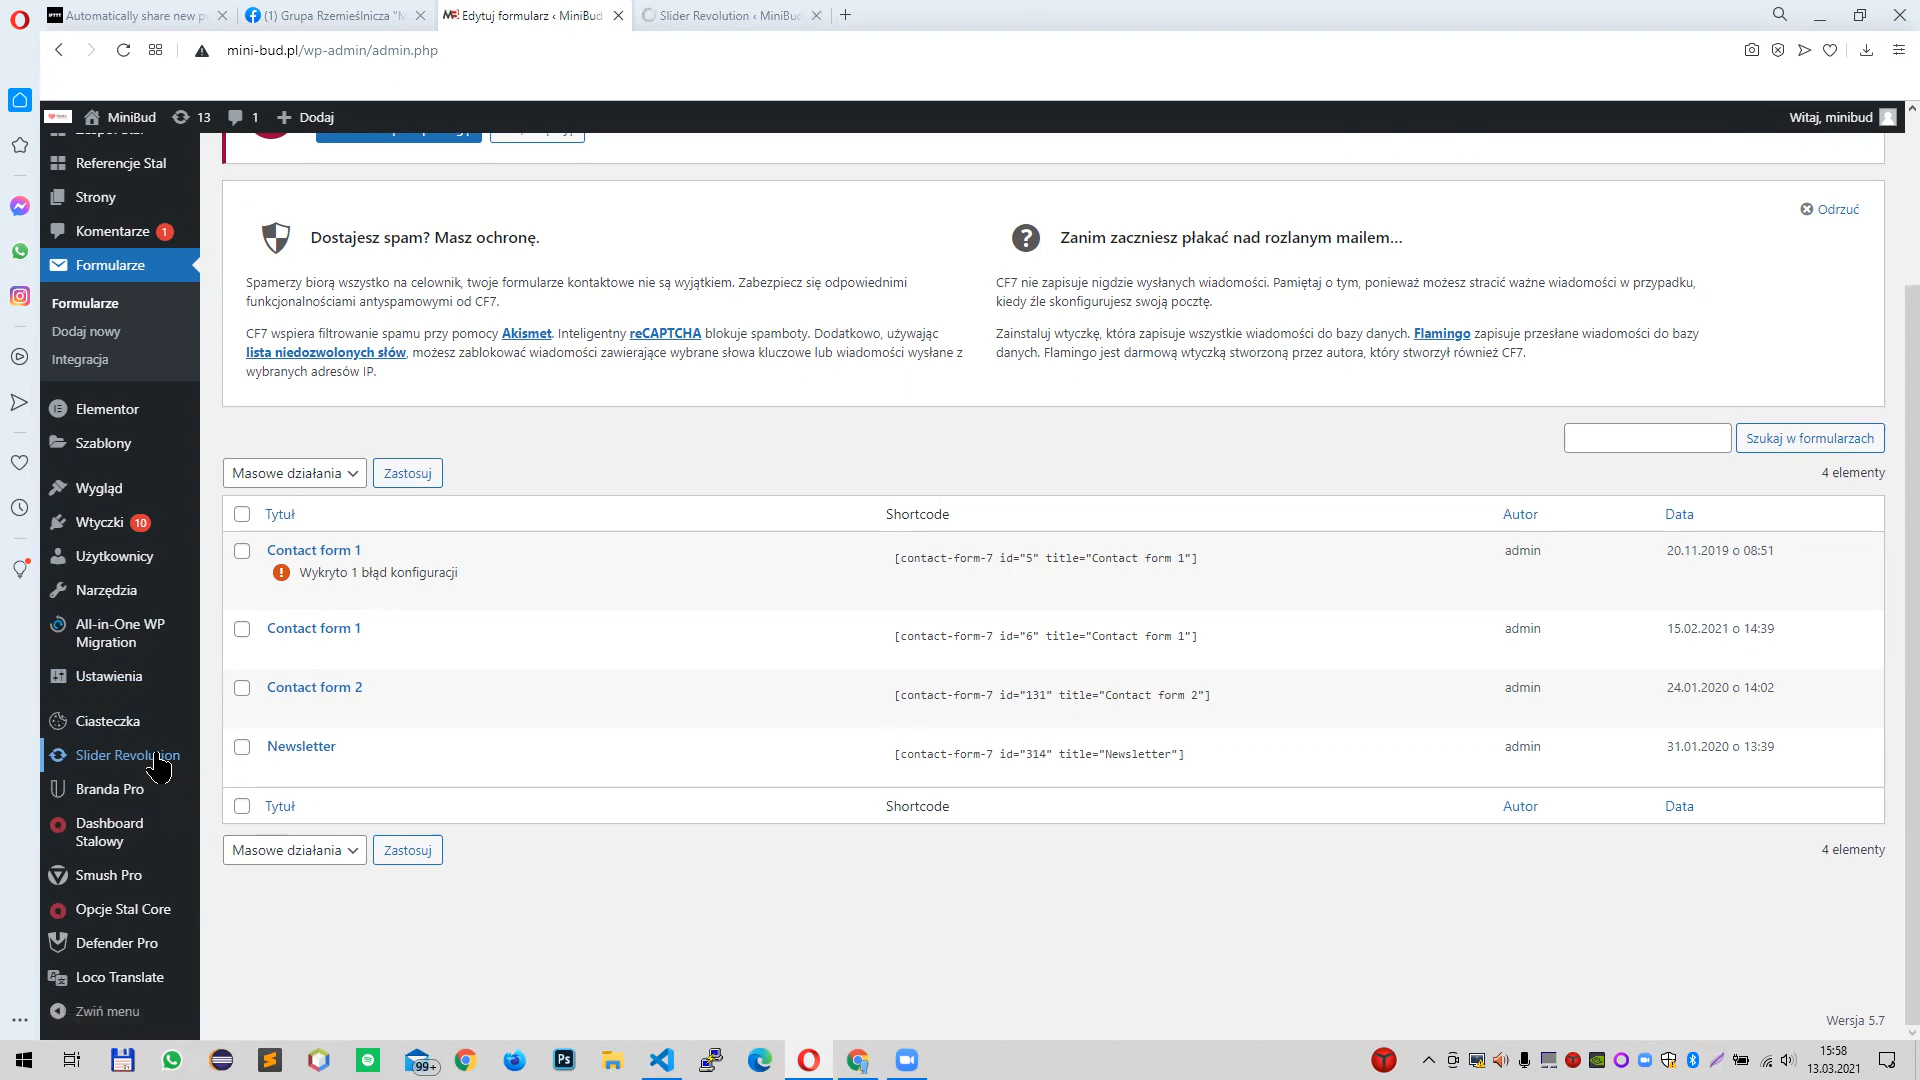 Automatically share new p
(1) Grupa Rzemieślnicza "M
Edytuj formularz ‹ MiniBud
Slider Revolution ‹ MiniBu
mini-bud.pl/wp-admin/admin.php
MiniBud
13
1
Dodaj
Witaj, minibud
Referencje Stal
Strony
Komentarze 1
Formularze
Formularze
Dodaj nowy
Integracja
Elementor
Szablony
Wygląd
Wtyczki 10
Użytkownicy
Narzędzia
All-in-One WP
Migration
Ustawienia
Ciasteczka
Slider Revolution
Branda Pro
Dashboard
Stalowy
Smush Pro
Opcje Stal Core
Defender Pro
Loco Translate
Zwiń menu
Odrzuć
Dostajesz spam? Masz ochronę.
Spamerzy biorą wszystko na celownik, twoje formularze kontaktowe nie są wyjątkiem. Zabezpiecz się odpowiednimi
funkcjonalnościami antyspamowymi od CF7.
CF7 wspiera filtrowanie spamu przy pomocy Akismet. Inteligentny reCAPTCHA blokuje spamboty. Dodatkowo, używając
lista niedozwolonych słów, możesz zablokować wiadomości zawierające wybrane słowa kluczowe lub wiadomości wysłane z
wybranych adresów IP.
Zanim zaczniesz płakać nad rozlanym mailem…
CF7 nie zapisuje nigdzie wysłanych wiadomości. Pamiętaj o tym, ponieważ możesz stracić ważne wiadomości w przypadku,
kiedy źle skonfigurujesz swoją pocztę.
Zainstaluj wtyczkę, która zapisuje wszystkie wiadomości do bazy danych. Flamingo zapisuje przesłane wiadomości do bazy
danych. Flamingo jest darmową wtyczką stworzoną przez autora, który stworzył również CF7.
Szukaj w formularzach
Masowe działania
Zastosuj
4 elementy
Tytuł Shortcode Autor Data
Contact form 1 [contact-form-7 id="5" title="Contact form 1"] admin 20.11.2019 o 08:51
Wykryto 1 błąd konfiguracji
Contact form 1 [contact-form-7 id="6" title="Contact form 1"] admin 15.02.2021 o 14:39
Contact form 2 [contact-form-7 id="131" title="Contact form 2"] admin 24.01.2020 o 14:02
Newsletter [contact-form-7 id="314" title="Newsletter"] admin 31.01.2020 o 13:39
Tytuł Shortcode Autor Data
Masowe działania
Zastosuj
4 elementy
Wersja 5.7
99+
Ps
15:58
13.03.2021